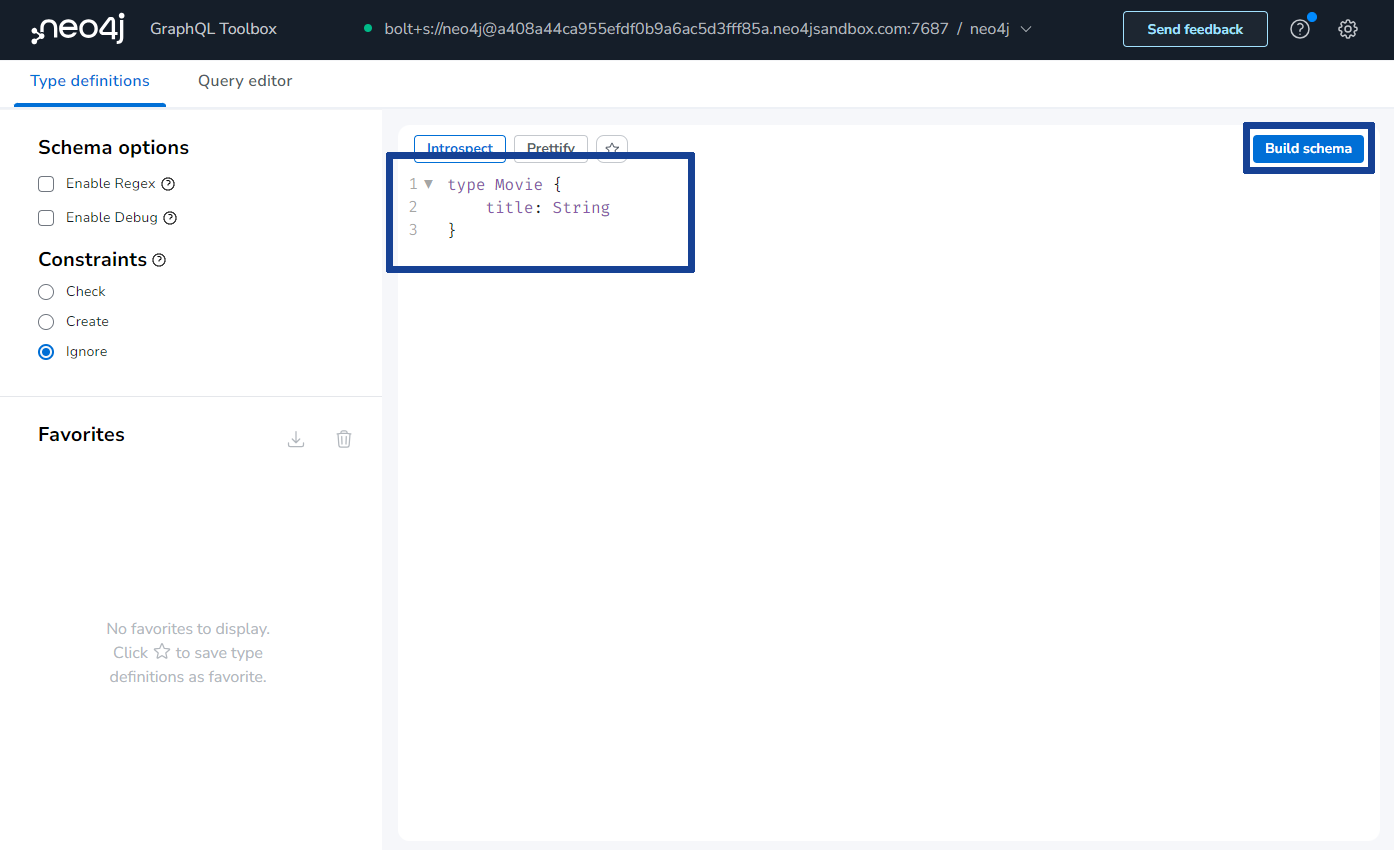 neo4j GraphQL Toolbox bolt+s://neo4j@a408a44ca955efdf0b9a6ac5d3fff85a.neo4jsandbox.com:7687 / neo4j Send feedback
Type definitions Query editor
Schema options
Enable Regex
Enable Debug
Constraints
Check
Create
Ignore
Favorites
No favorites to display.
Click ☆ to save type
definitions as favorite.
Introspect Prettify Build schema
1 type Movie {
2 title: String
3 }